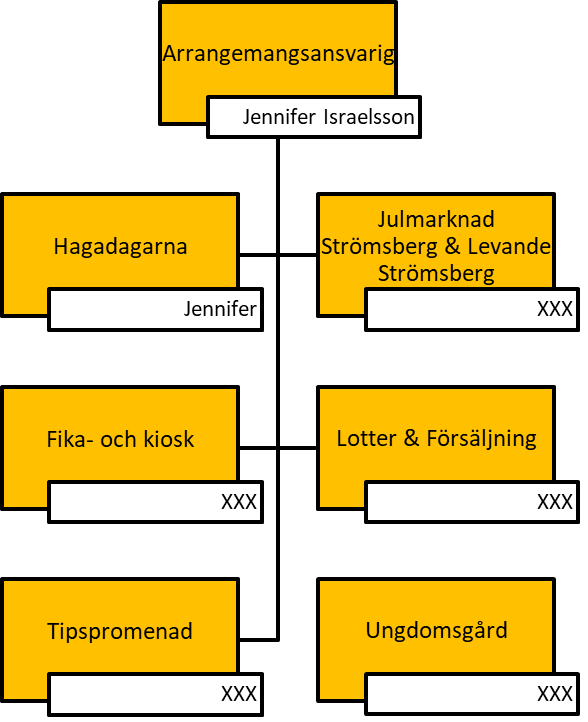 Arrangemangsansvarig
Jennifer Israelsson
Hagadagarna
Jennifer
Julmarknad
Strömsberg & Levande
Strömsberg
XXX
Fika- och kiosk
XXX
Lotter & Försäljning
XXX
Tipspromenad
XXX
Ungdomsgård
XXX